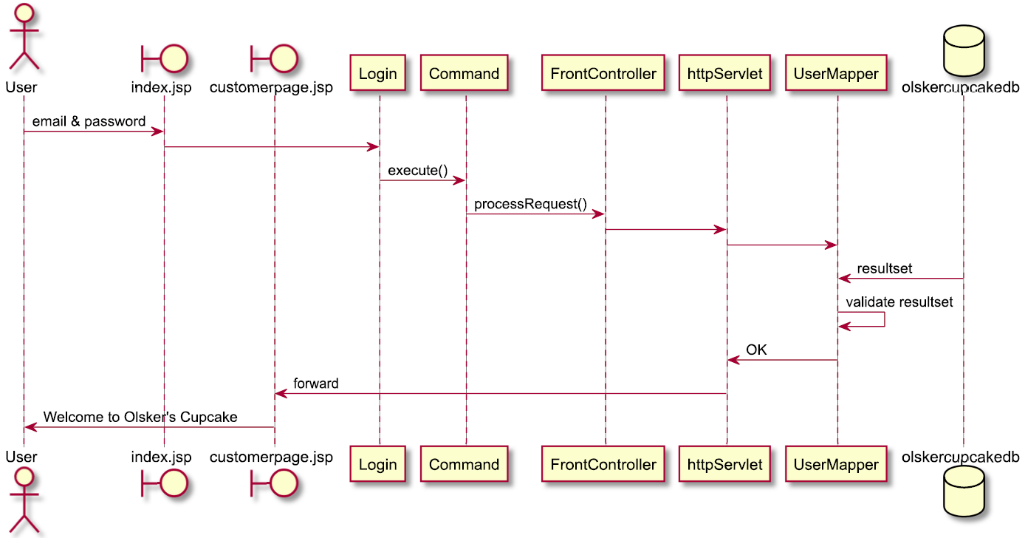 User
index.jsp
customerpage.jsp
Login
Command
FrontController
httpServlet
UserMapper
olskercupcakedb
email & password
execute()
processRequest()
resultset
validate resultset
OK
forward
Welcome to Olsker's Cupcake
User
index.jsp
customerpage.jsp
Login
Command
FrontController
httpServlet
UserMapper
olskercupcakedb